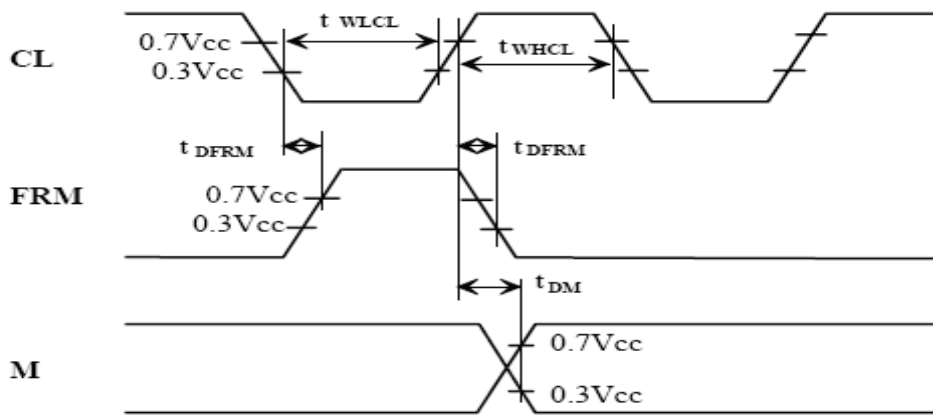 t WLCL
0.7Vcc
CL
t WHCL
0.3Vcc
t DFRM
t DFRM
FRM
0.7Vcc
0.3Vcc
t DM
0.7Vcc
M
0.3Vcc